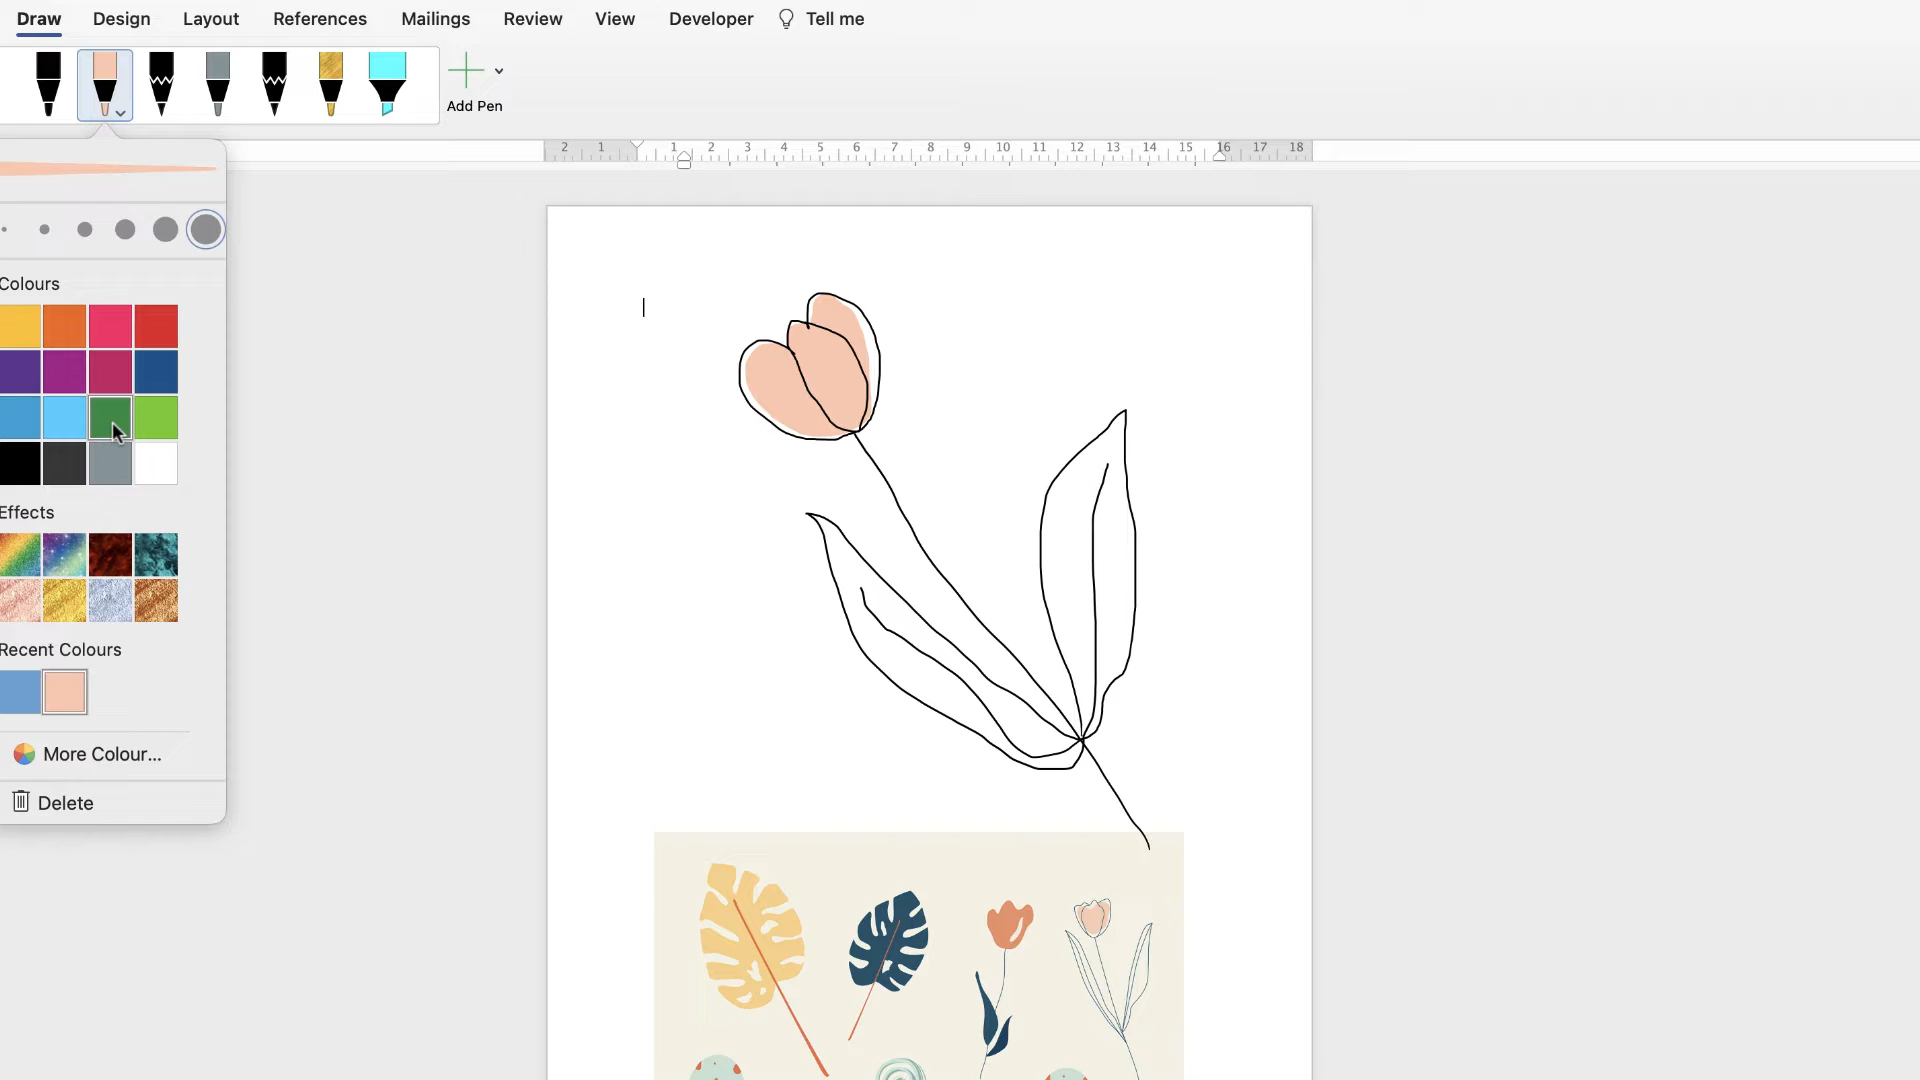 Draw Design Layout References Mailings Review View Developer Tell me
Add Pen
2 1 1 2 3 4 5 6 7 8 9 10 11 12 13 14 15 16 17 18
Colours
Effects
Recent Colours
More Colour...
Delete